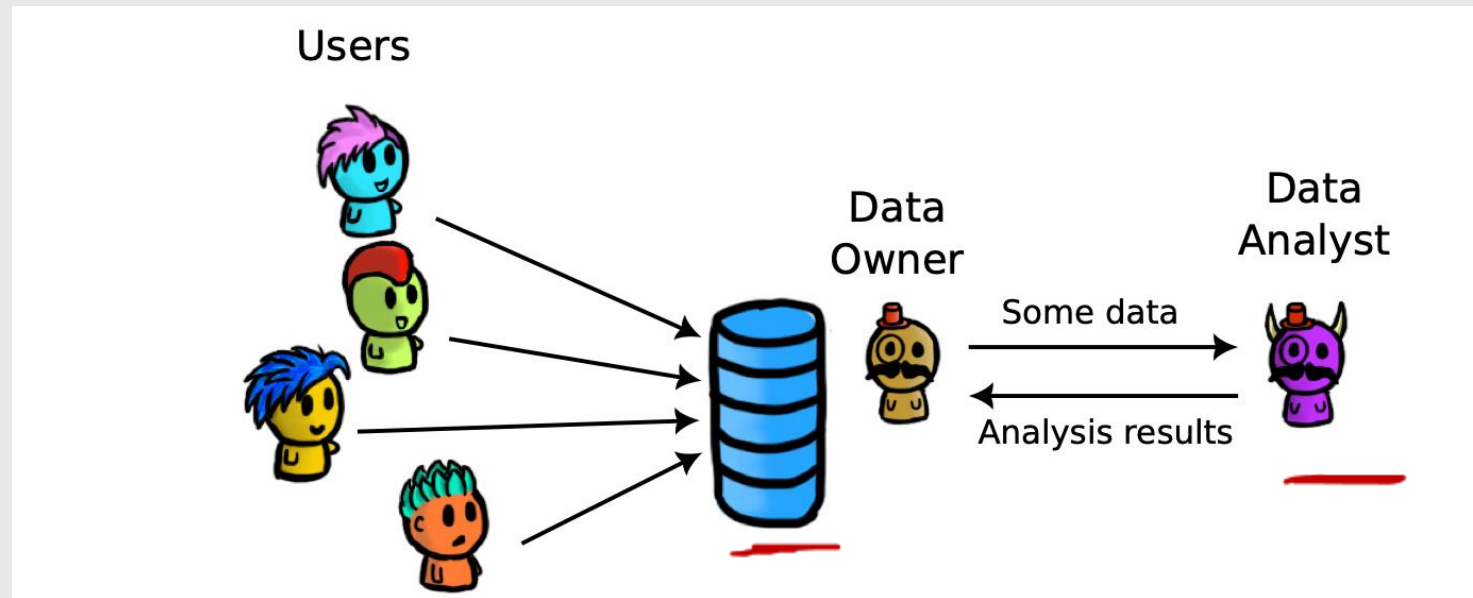 Users
Data
Owner
Data
Analyst
Some data
Analysis results